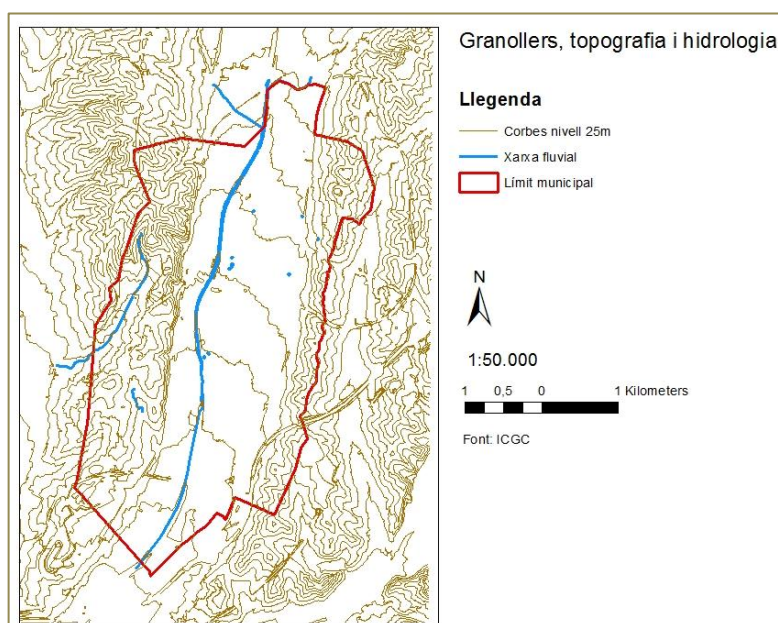 Granollers, topografia i hidrologia
Llegenda
Corbes nivell 25m
Xarxa fluvial
Límit municipal
N
1:50.000
1 0,5 0 1 Kilometers
Font: ICGC